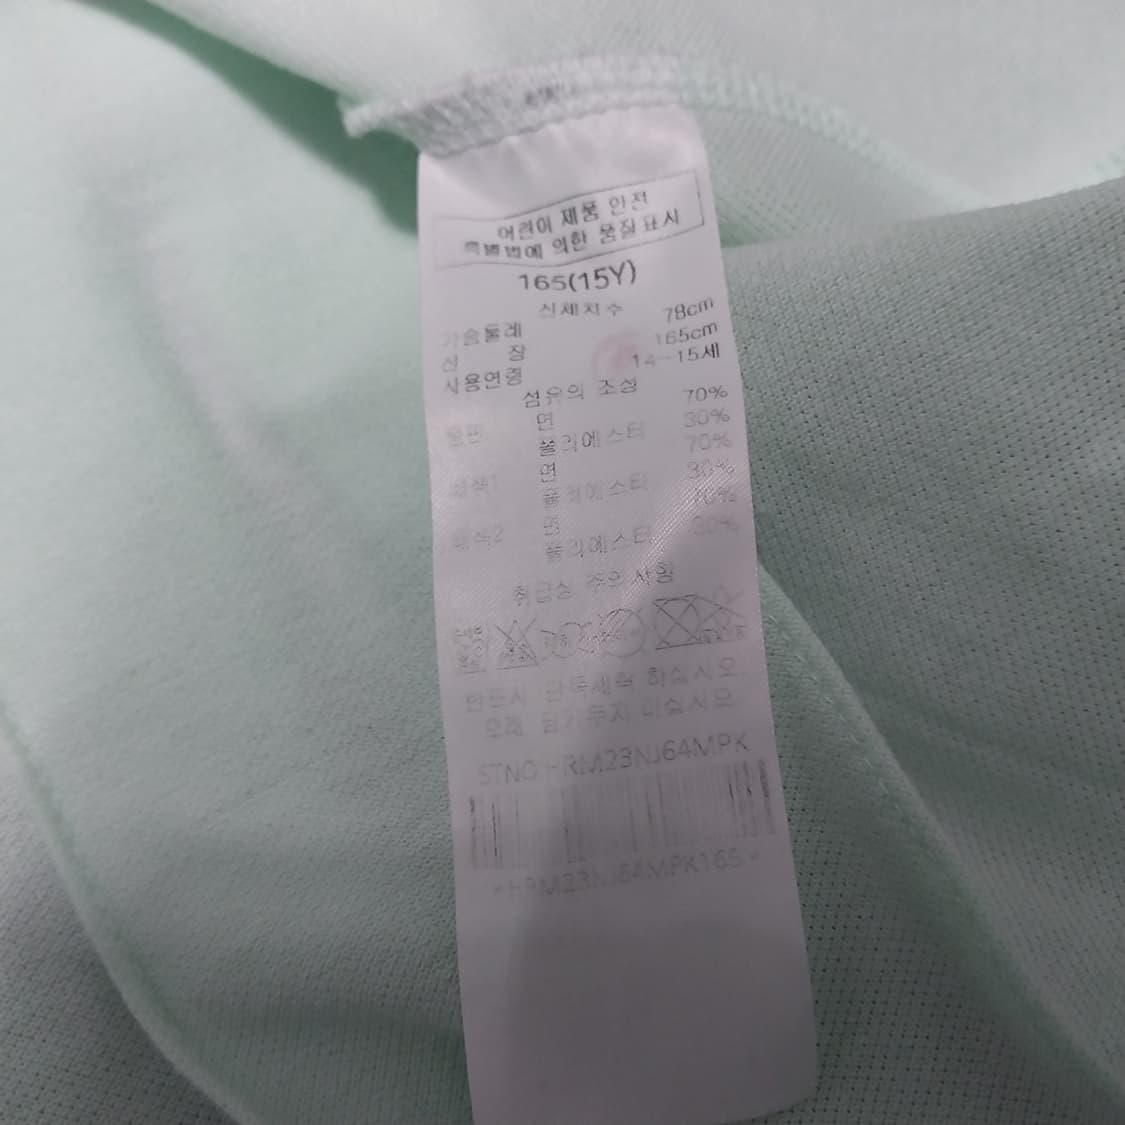 어린이 제품 안전
특별법에 의한 품질표시
165(15Y)
신체치수
가슴둘레 78cm
신 장 165cm
사용연령 14-15세
섬유의 조성
면 70%
폴리에스터 30%
배색1 면 70%
폴리에스터 30%
배색2 면 70%
폴리에스터 30%
취급상 주의 사항
반드시 단독세탁 하십시오
오래 담가두지 마십시오
STNO HRM23NJ64MPK
*HRM23NJ64MPK165*